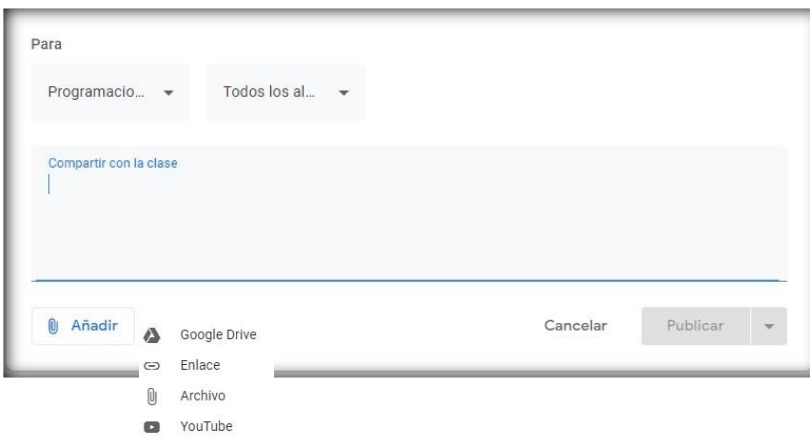 Para
Programacio... Todos los al...
Compartir con la clase
Añadir Cancelar Publicar
Google Drive
Enlace
Archivo
YouTube